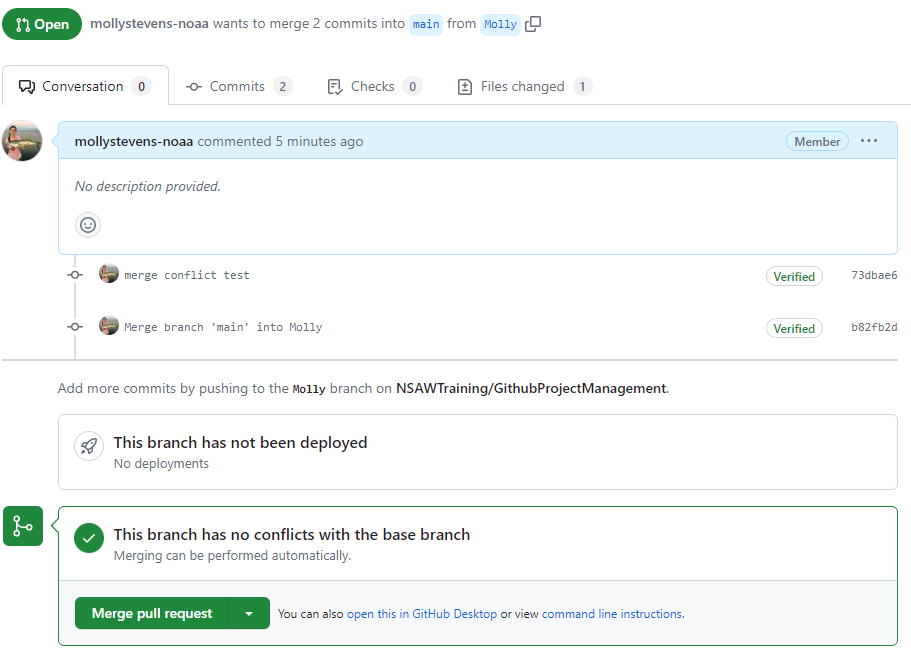 Open mollystevens-noaa wants to merge 2 commits into main from Molly
Conversation 0 Commits 2 Checks 0 Files changed 1
mollystevens-noaa commented 5 minutes ago Member ...
No description provided.
merge conflict test Verified 73dbae6
Merge branch 'main' into Molly Verified b82fb2d
Add more commits by pushing to the Molly branch on NSAWTraining/GithubProjectManagement.
This branch has not been deployed
No deployments
This branch has no conflicts with the base branch
Merging can be performed automatically.
Merge pull request You can also open this in GitHub Desktop or view command line instructions.